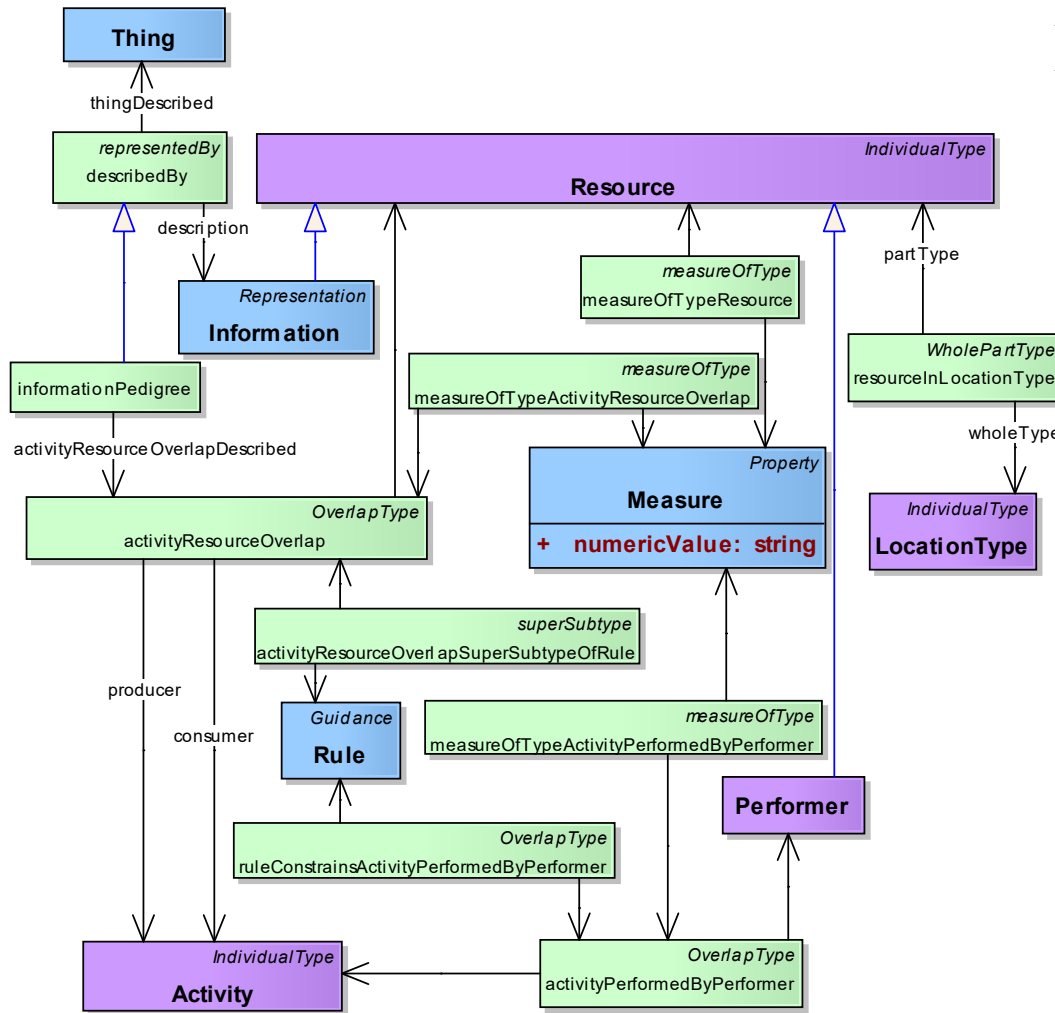 Thing
thingDescribed
representedBy
describedBy
IndividualType
Resource
description
partType
measureOfType
measureOfTypeResource
Representation
Information
WholePartType
resourceInLocationType
measureOfType
measureOfTypeActivityResourceOverlap
informationPedigree
wholeType
activityResourceOverlapDescribed
Property
Measure
+ numericValue: string
IndividualType
LocationType
OverlapType
activityResourceOverlap
superSubtype
activityResourceOverlapSuperSubtypeOfRule
producer
consumer
Guidance
Rule
measureOfType
measureOfTypeActivityPerformedByPerformer
Performer
OverlapType
ruleConstrainsActivityPerformedByPerformer
IndividualType
Activity
OverlapType
activityPerformedByPerformer